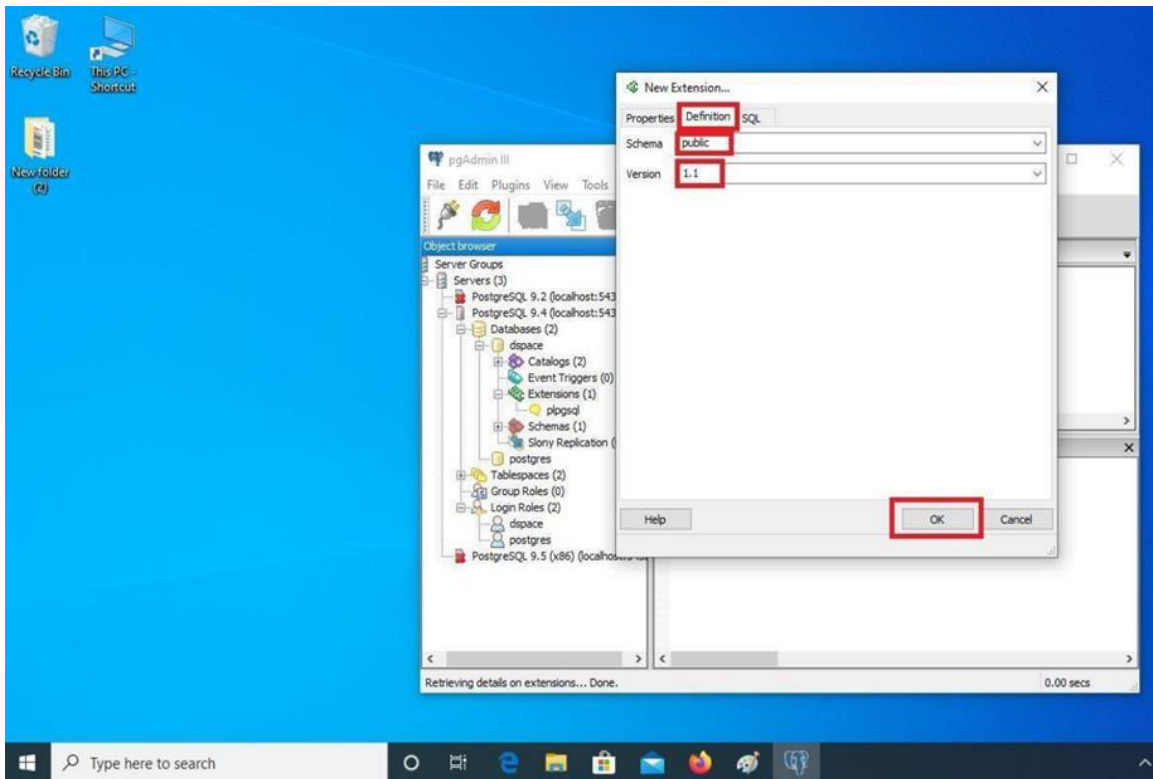 Recycle Bin
This PC -
Shortcut
New folder
(2)
New Extension...
Properties
Definition
SQL
Schema
public
Version
1.1
Help
OK
Cancel
pgAdmin III
File Edit Plugins View Tools
Object browser
Server Groups
Servers (3)
PostgreSQL 9.2 (localhost:543
PostgreSQL 9.4 (localhost:543
Databases (2)
dspace
Catalogs (2)
Event Triggers (0)
Extensions (1)
plpgsql
Schemas (1)
Slony Replication (
postgres
Tablespaces (2)
Group Roles (0)
Login Roles (2)
dspace
postgres
PostgreSQL 9.5 (x86) (localhost:
Retrieving details on extensions... Done.
0.00 secs
Type here to search